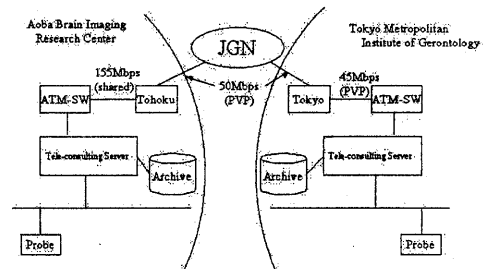 Aoba Brain Imaging
Research Center
JGN
Tokyo Metropolitan
Institute of Gerontology
155Mbps
(shared)
50Mbps
(PVP)
45Mbps
(PVP)
ATM-SW
Tohoku
Tokyo
ATM-SW
Tele-consulting Server
Archive
Archive
Tele-consulting Server
Probe
Probe